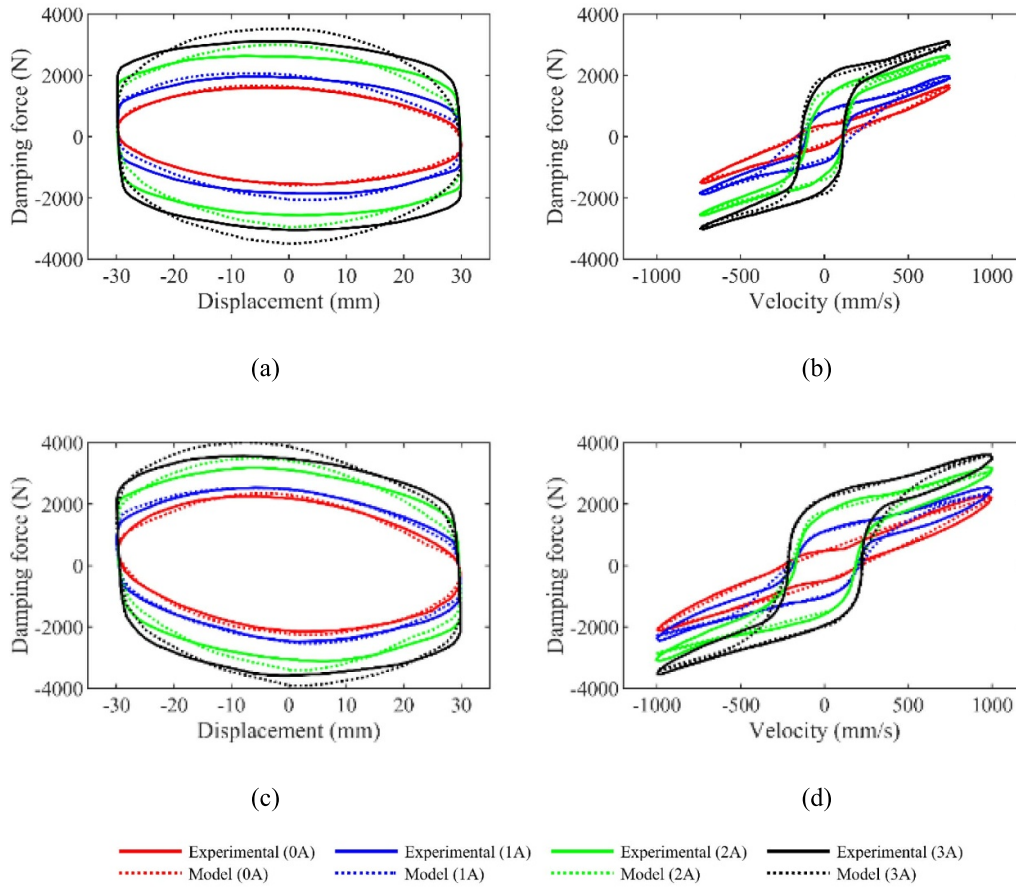 4000
2000
0
-2000
-4000
Damping force (N)
-30 -20 -10 0 10 20 30
Displacement (mm)
(a)
4000
2000
0
-2000
-4000
Damping force (N)
-1000 -500 0 500 1000
Velocity (mm/s)
(b)
4000
2000
0
-2000
-4000
Damping force (N)
-30 -20 -10 0 10 20 30
Displacement (mm)
(c)
4000
2000
0
-2000
-4000
Damping force (N)
-1000 -500 0 500 1000
Velocity (mm/s)
(d)
Experimental (0A) Experimental (1A) Experimental (2A) Experimental (3A)
Model (0A) Model (1A) Model (2A) Model (3A)